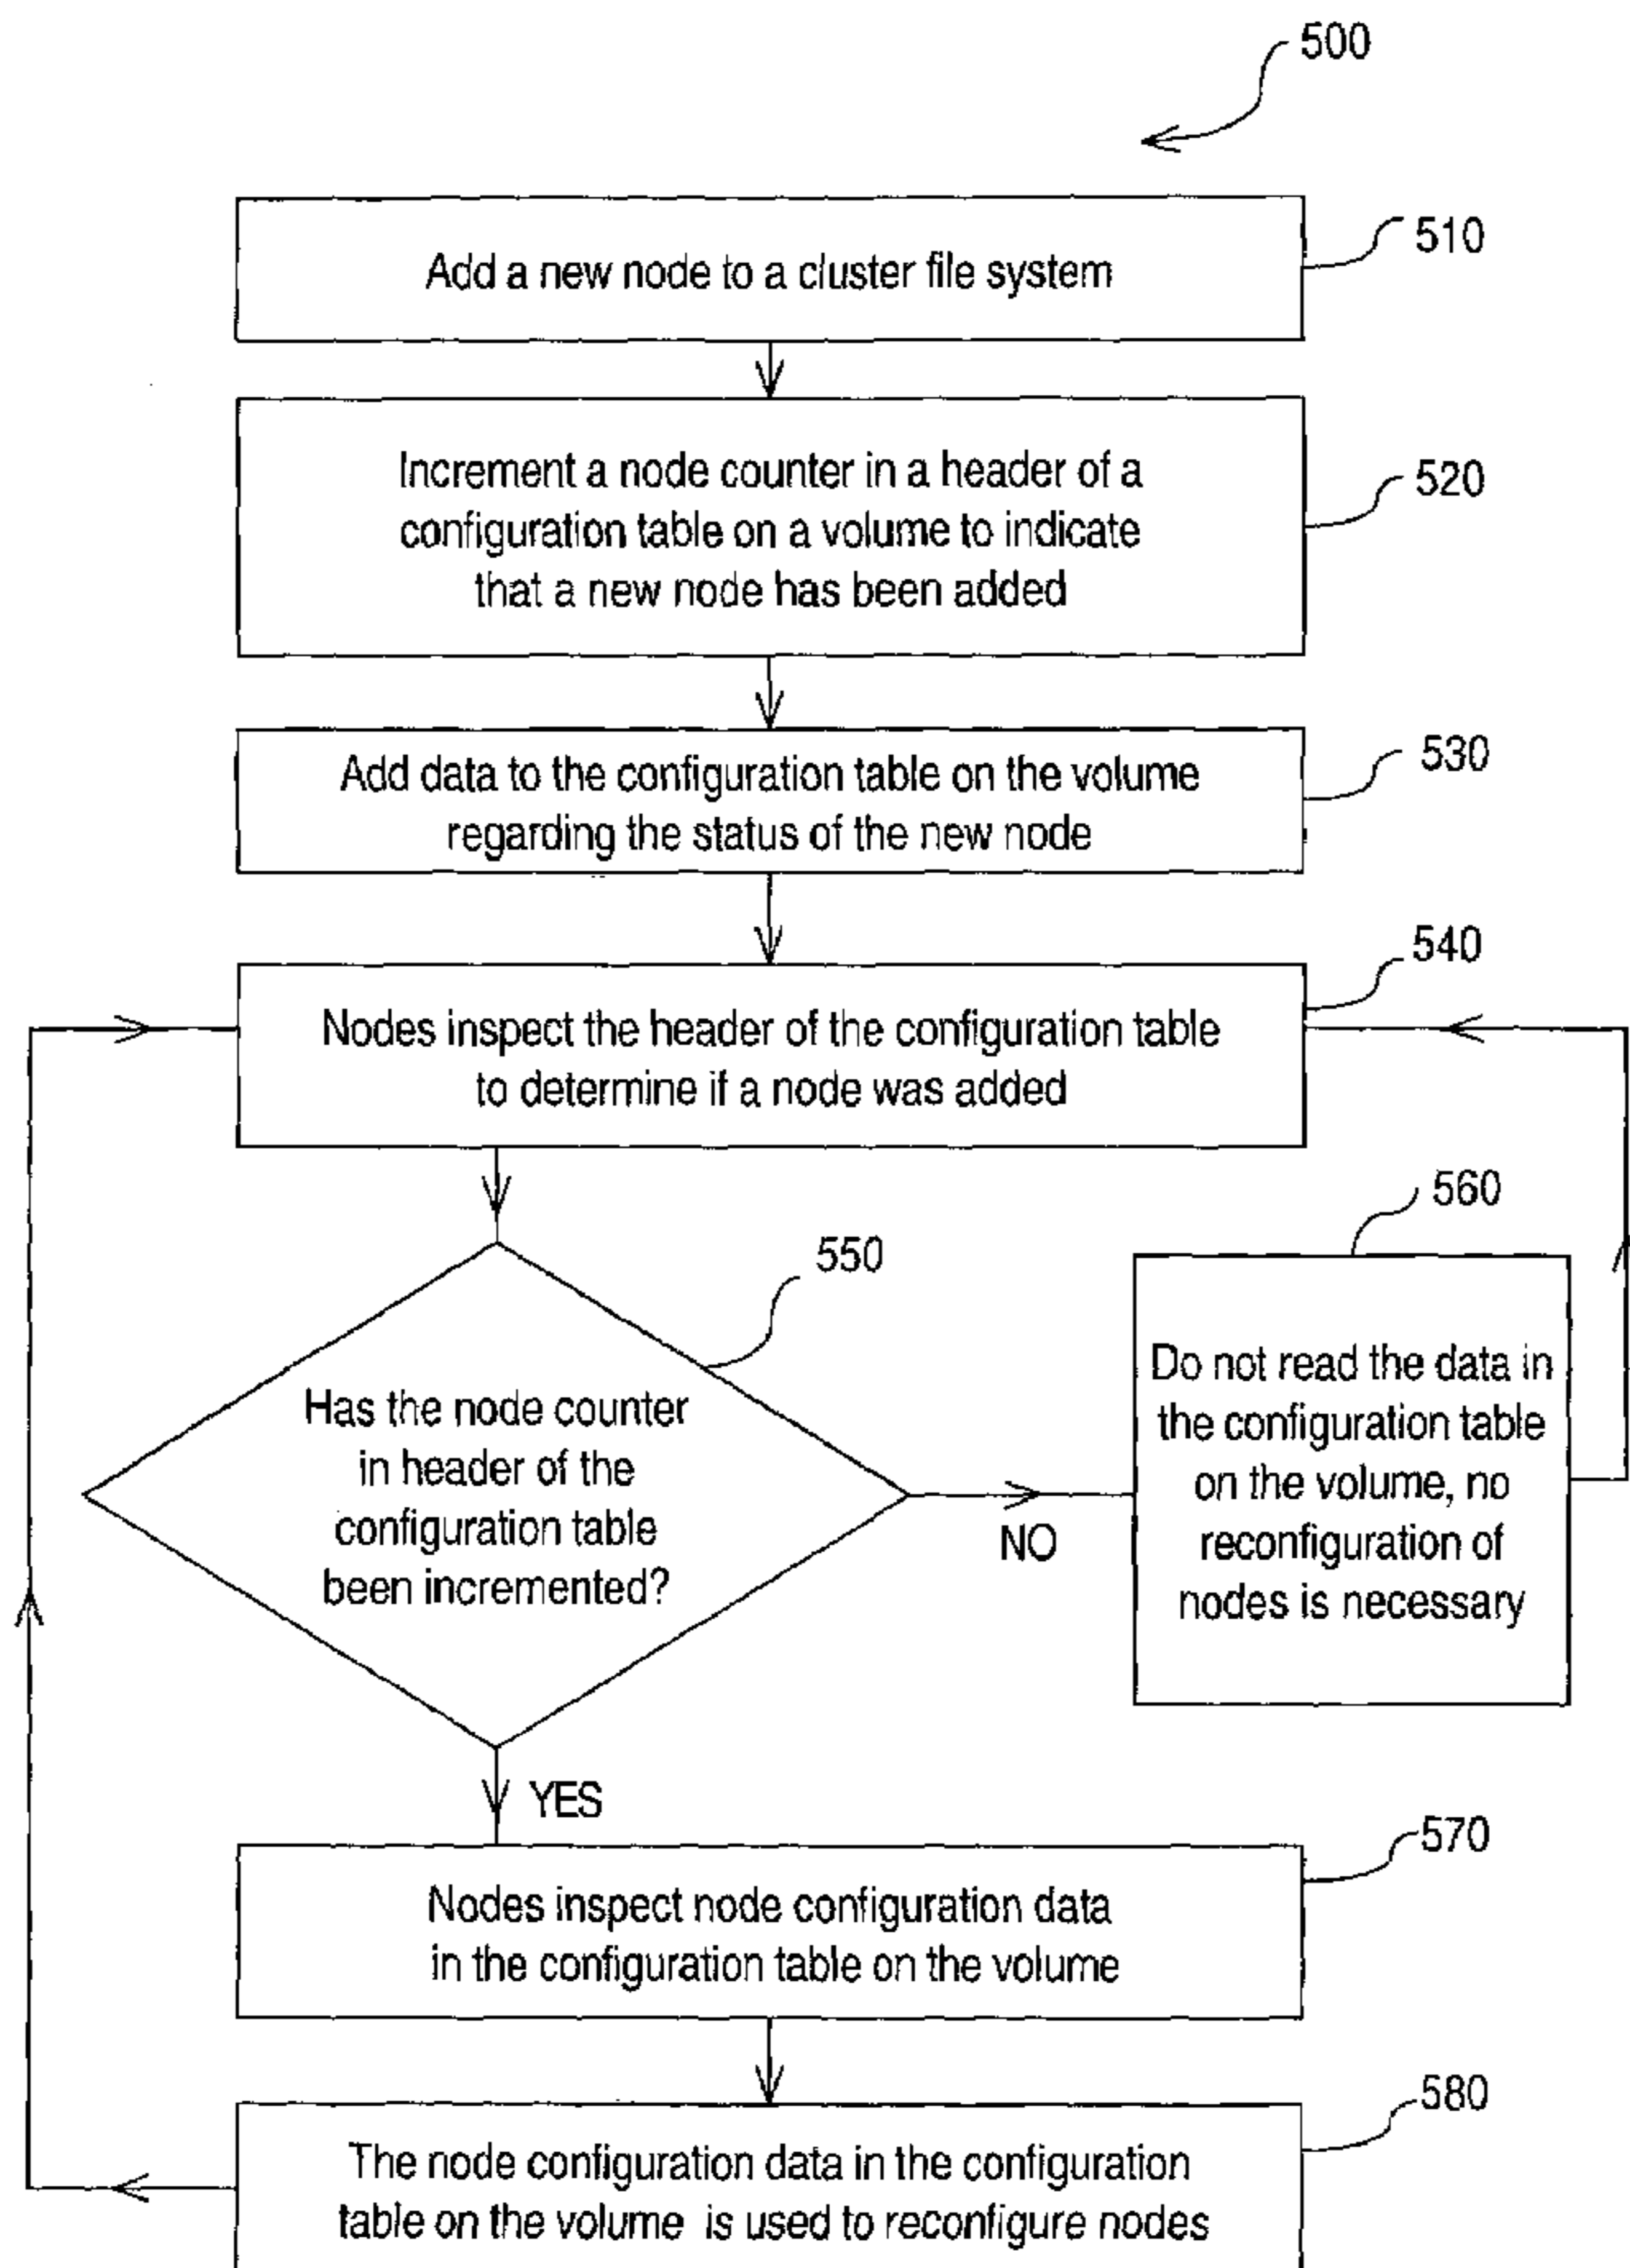 500
Add a new node to a cluster file system
510
Increment a node counter in a header of a
configuration table on a volume to indicate
that a new node has been added
520
Add data to the configuration table on the volume
regarding the status of the new node
530
Nodes inspect the header of the configuration table
to determine if a node was added
540
Has the node counter
in header of the
configuration table
been incremented?
550
NO
Do not read the data in
the configuration table
on the volume, no
reconfiguration of
nodes is necessary
560
YES
Nodes inspect node configuration data
in the configuration table on the volume
570
The node configuration data in the configuration
table on the volume is used to reconfigure nodes
580